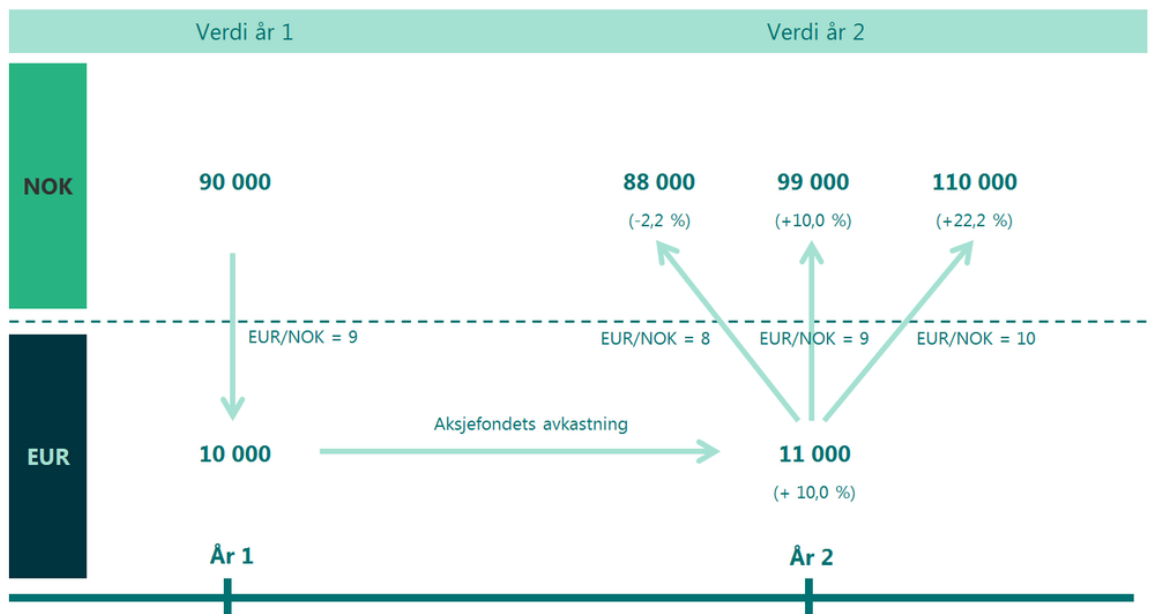 Verdi år 1
Verdi år 2
NOK
90 000
88 000
99 000
110 000
(-2,2 %)
(+10,0 %)
(+22,2 %)
EUR/NOK = 9
EUR/NOK = 8
EUR/NOK = 9
EUR/NOK = 10
Aksjefondets avkastning
EUR
10 000
11 000
(+ 10,0 %)
År 1
År 2